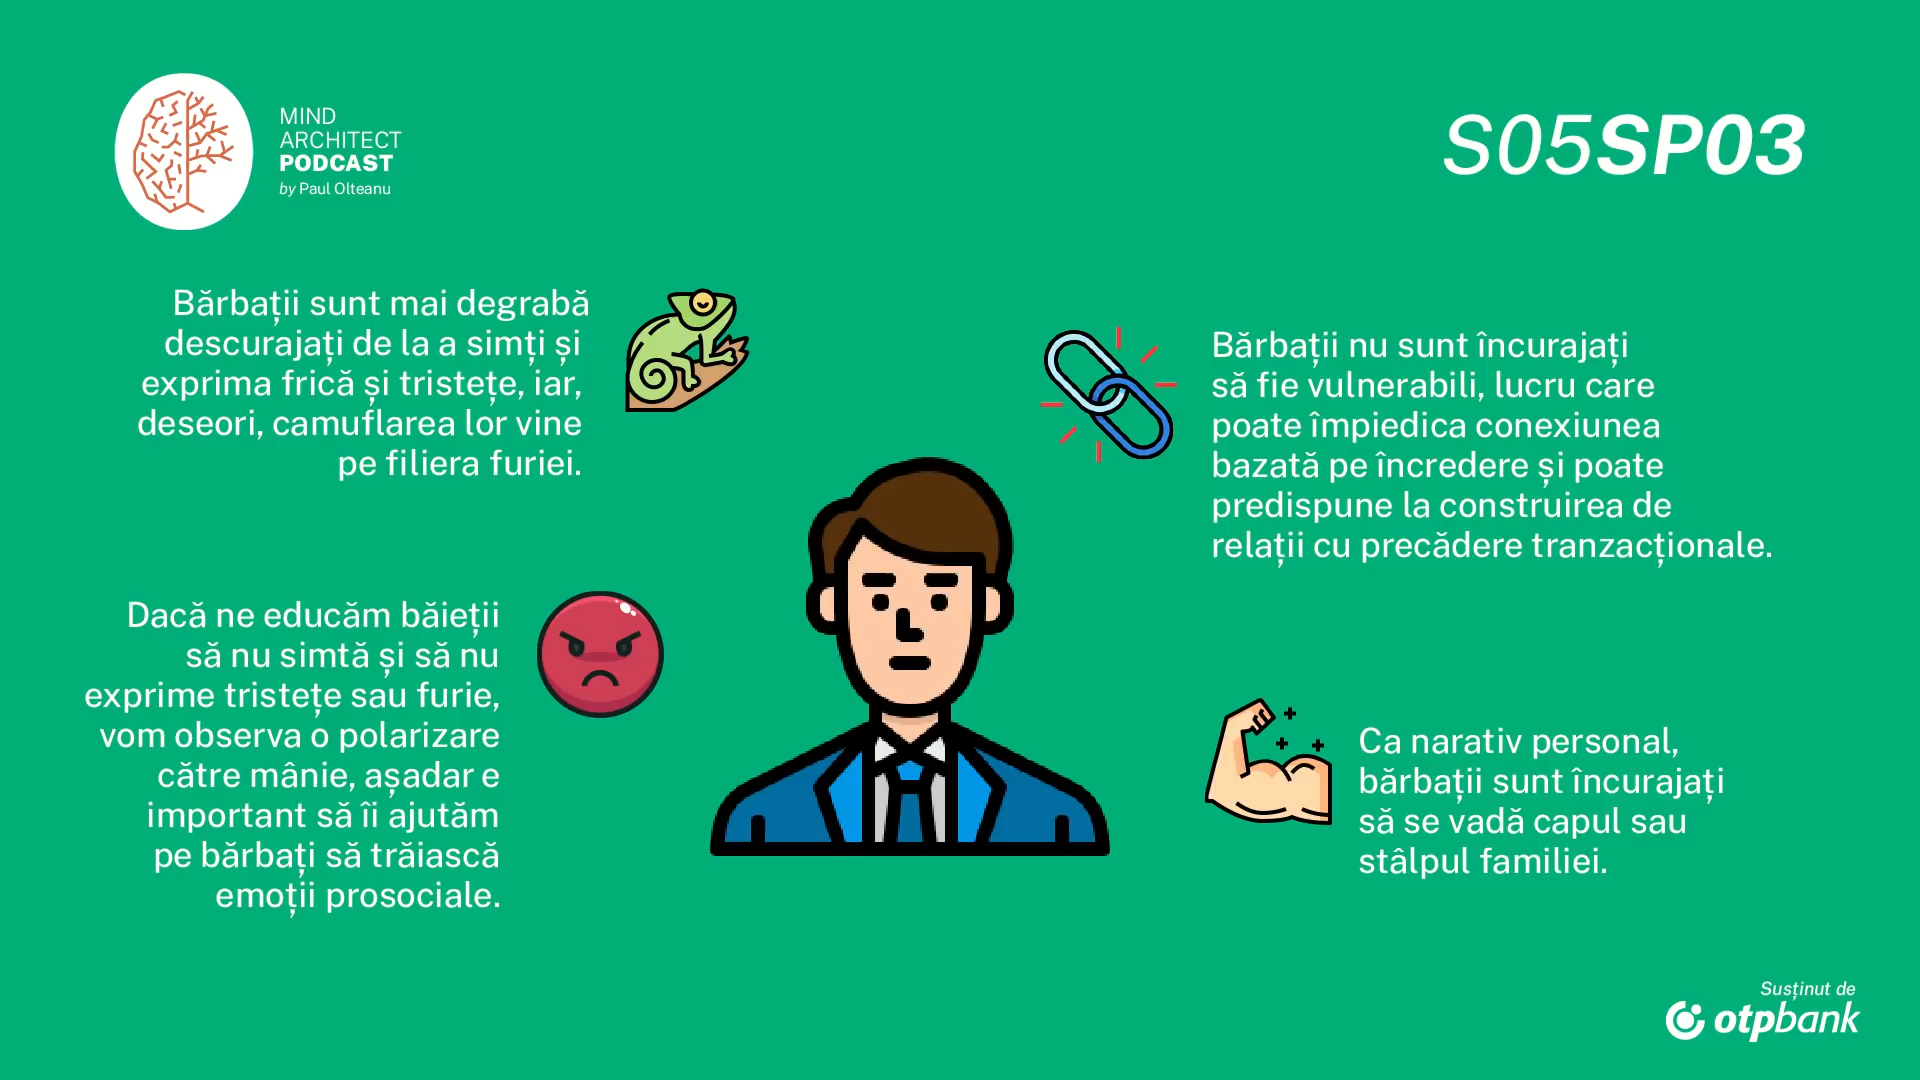 MIND
ARCHITECT
PODCAST
by Paul Olteanu
S05SP03
Bărbații sunt mai degrabă
descurajați de la a simți și
exprima frică și tristețe, iar,
deseori, camuflarea lor vine
pe filiera furiei.
Bărbații nu sunt încurajați
să fie vulnerabili, lucru care
poate împiedica conexiunea
bazată pe încredere și poate
predispune la construirea de
relații cu precădere tranzacționale.
Dacă ne educăm băieții
să nu simtă și să nu
exprime tristețe sau furie,
vom observa o polarizare
către mânie, așadar e
important să îi ajutăm
pe bărbați să trăiască
emoții prosociale.
Ca narativ personal,
bărbații sunt încurajați
să se vadă capul sau
stâlpul familiei.
Susținut de
otpbank